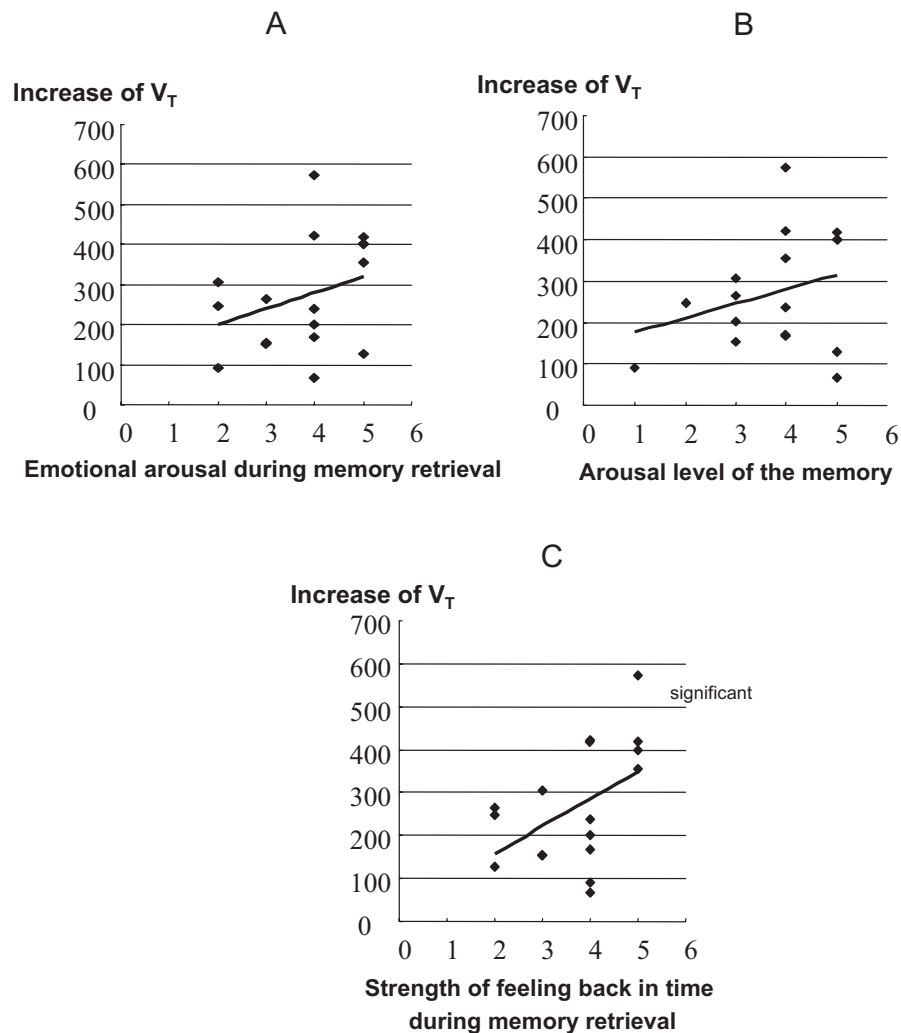 A
Increase of VT
700
600
500
400
300
200
100
0
0 1 2 3 4 5 6
Emotional arousal during memory retrieval
B
Increase of VT
700
600
500
400
300
200
100
0
0 1 2 3 4 5 6
Arousal level of the memory
C
Increase of VT
700
600
500
400
300
200
100
0
significant
0 1 2 3 4 5 6
Strength of feeling back in time
during memory retrieval